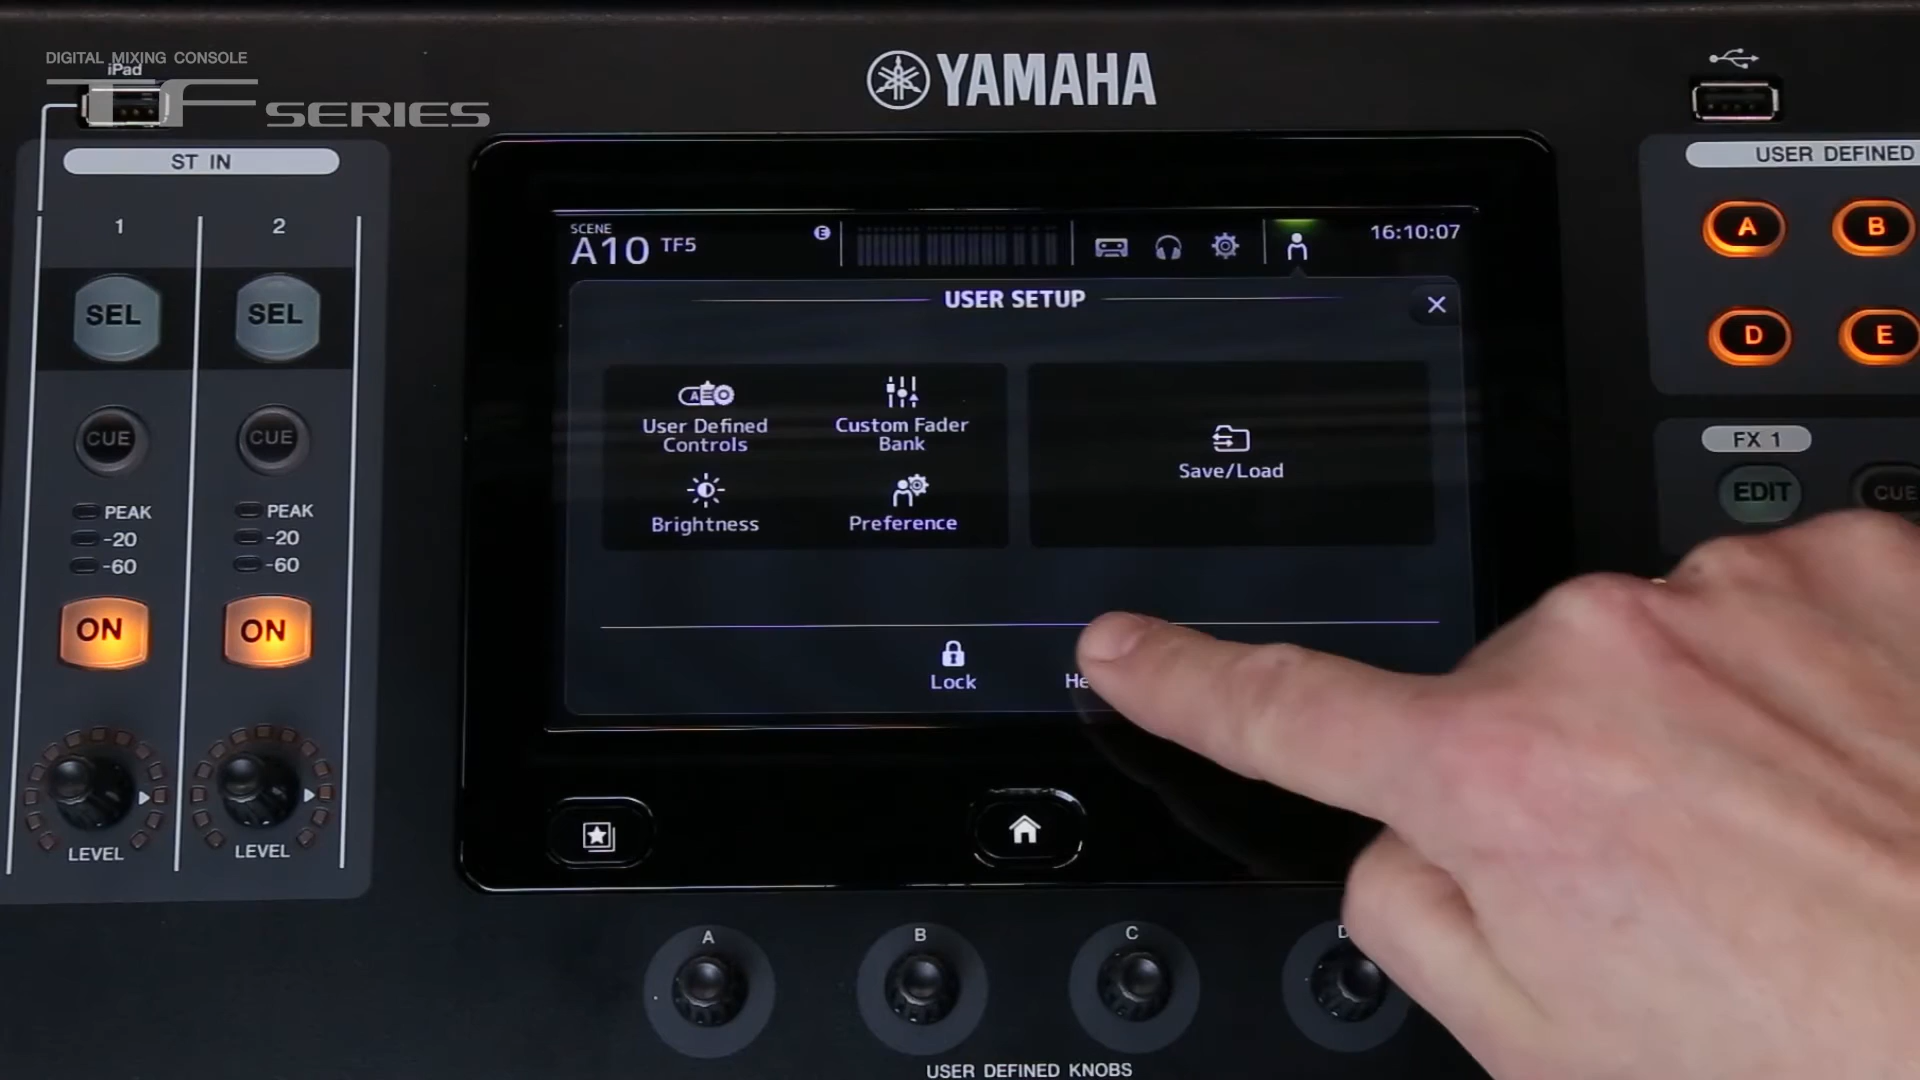 DIGITAL MIXING CONSOLE
TF SERIES
iPad
YAMAHA
ST IN
USER DEFINED
1
2
SEL
SEL
CUE
CUE
PEAK
-20
-60
PEAK
-20
-60
ON
ON
LEVEL
LEVEL
SCENE
A10
TF5
E
16:10:07
USER SETUP
User Defined
Controls
Custom Fader
Bank
Brightness
Preference
Save/Load
Lock
A
B
D
E
FX 1
EDIT
CUE
A
B
C
D
USER DEFINED KNOBS